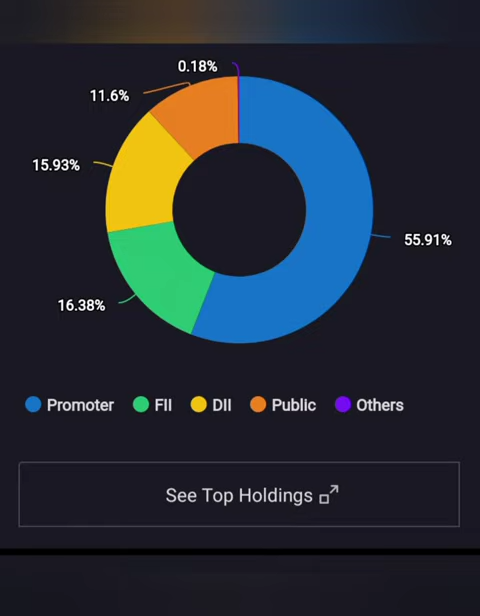 0.18%
11.6%
15.93%
55.91%
16.38%
Promoter FII DII Public Others
See Top Holdings